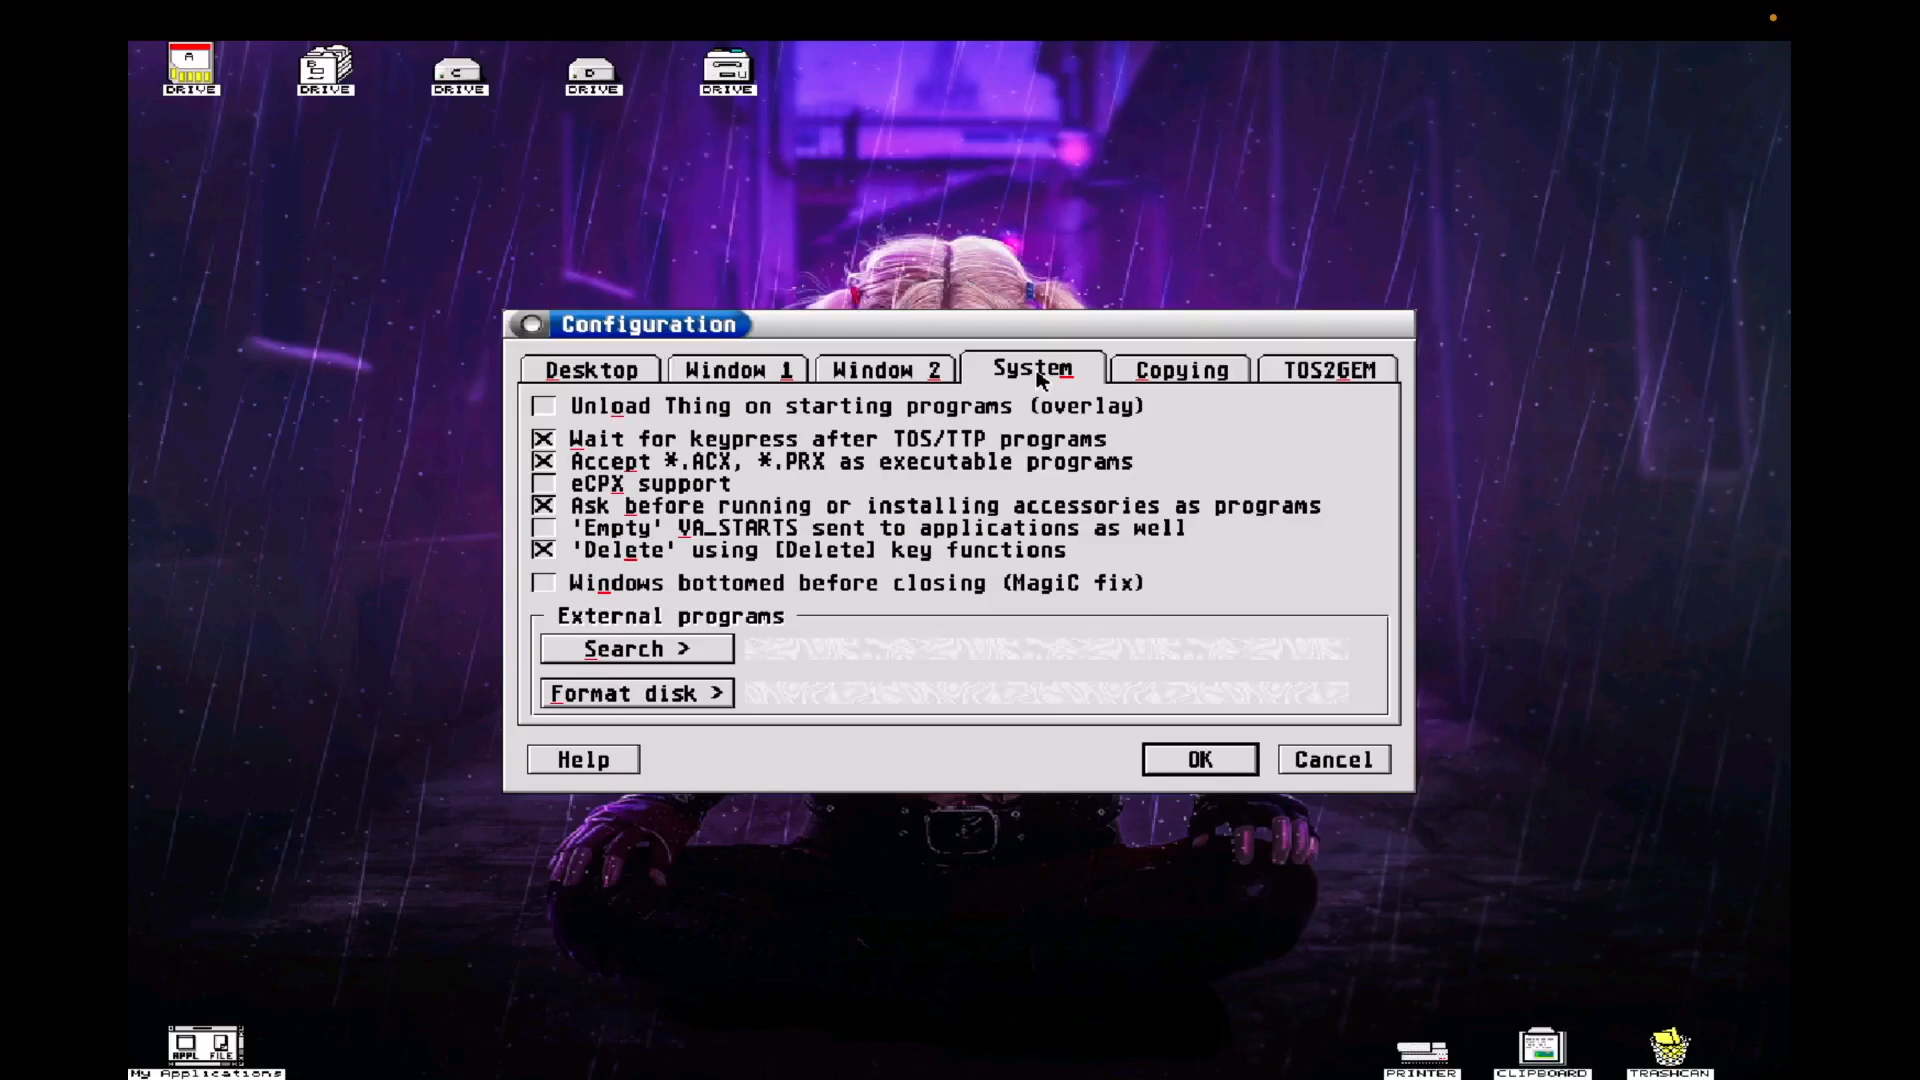 A
B
C
D
DRIVE
DRIVE
DRIVE
DRIVE
DRIVE
Configuration
Desktop
Window 1
Window 2
System
Copying
TOS2GEM
Unload Thing on starting programs (overlay)
Wait for keypress after TOS/TTP programs
Accept *.ACX, *.PRX as executable programs
eCPX support
Ask before running or installing accessories as programs
'Empty' VA_STARTS sent to applications as well
'Delete' using [Delete] key functions
Windows bottomed before closing (MagiC fix)
External programs
Search >
Format disk >
Help
OK
Cancel
APPL FILE
My Applications
PRINTER
CLIPBOARD
TRASHCAN